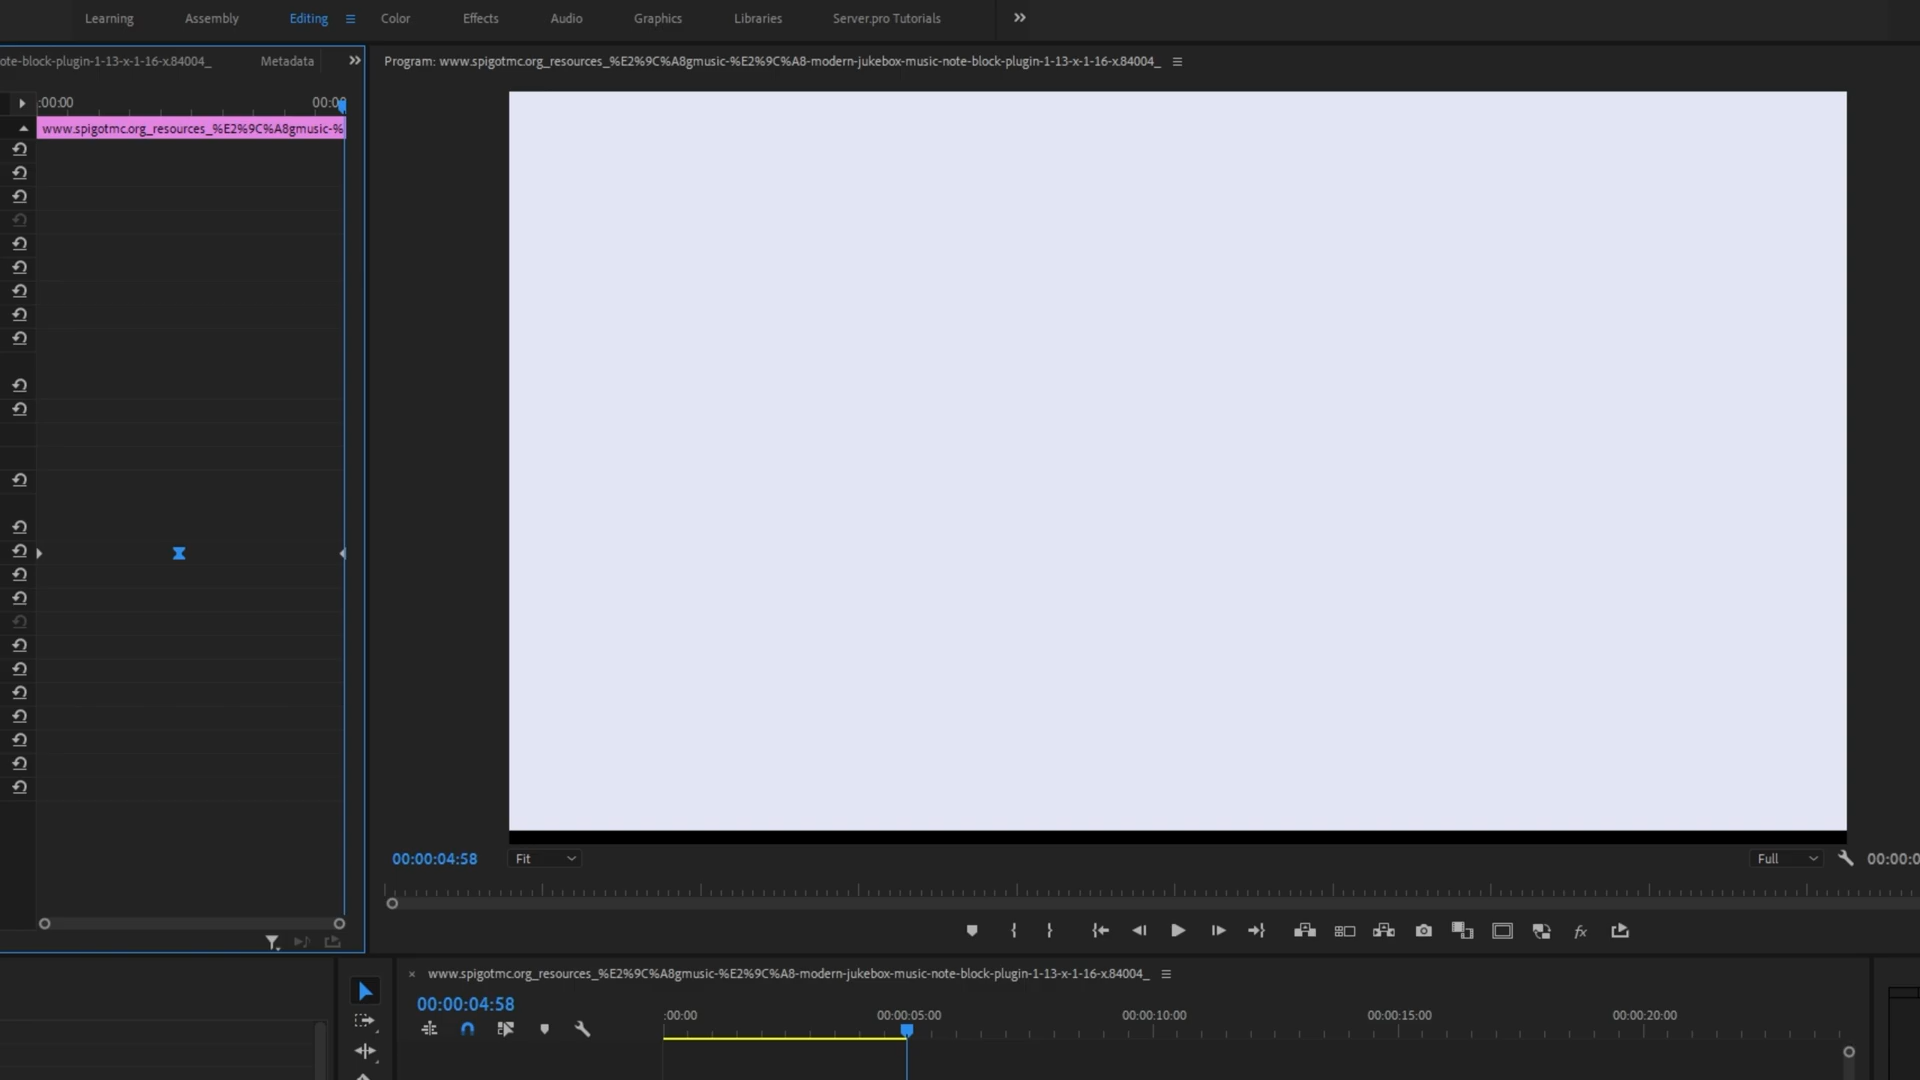 Learning Assembly Editing Color Effects Audio Graphics Libraries Server.pro Tutorials
ote-block-plugin-1-13-x-1-16-x.84004_ Metadata
Program: www.spigotmc.org_resources_%E2%9C%A8gmusic-%E2%9C%A8-modern-jukebox-music-note-block-plugin-1-13-x-1-16-x.84004_
:00:00 00:0
www.spigotmc.org_resources_%E2%9C%A8gmusic-%
00:00:04:58 Fit Full 00:00:0
fx
www.spigotmc.org_resources_%E2%9C%A8gmusic-%E2%9C%A8-modern-jukebox-music-note-block-plugin-1-13-x-1-16-x.84004_
00:00:04:58
:00:00 00:00:05:00 00:00:10:00 00:00:15:00 00:00:20:00